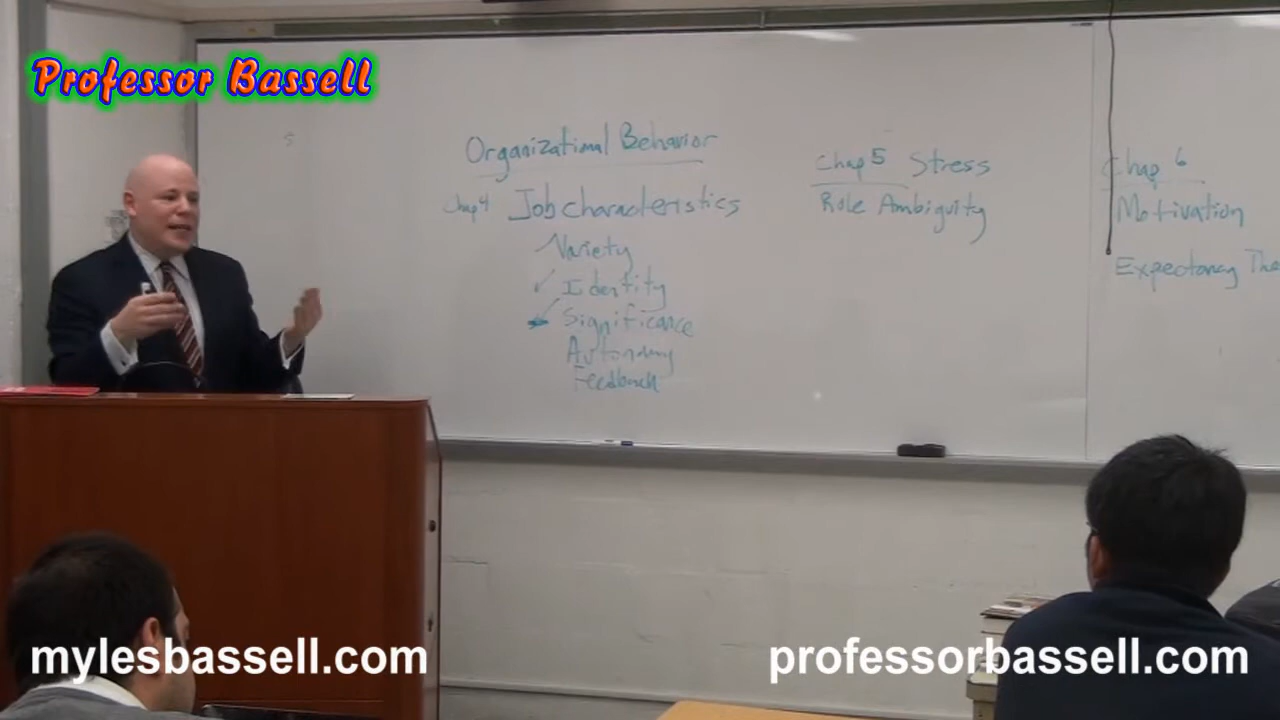 Professor Bassell
Organizational Behavior
Chap 4 Job characteristics
Variety
Identity
Significance
Autonomy
Feedback
Chap 5 Stress
Role Ambiguity
Chap 6
Motivation
Expectancy The
mylesbassell.com
professorbassell.com